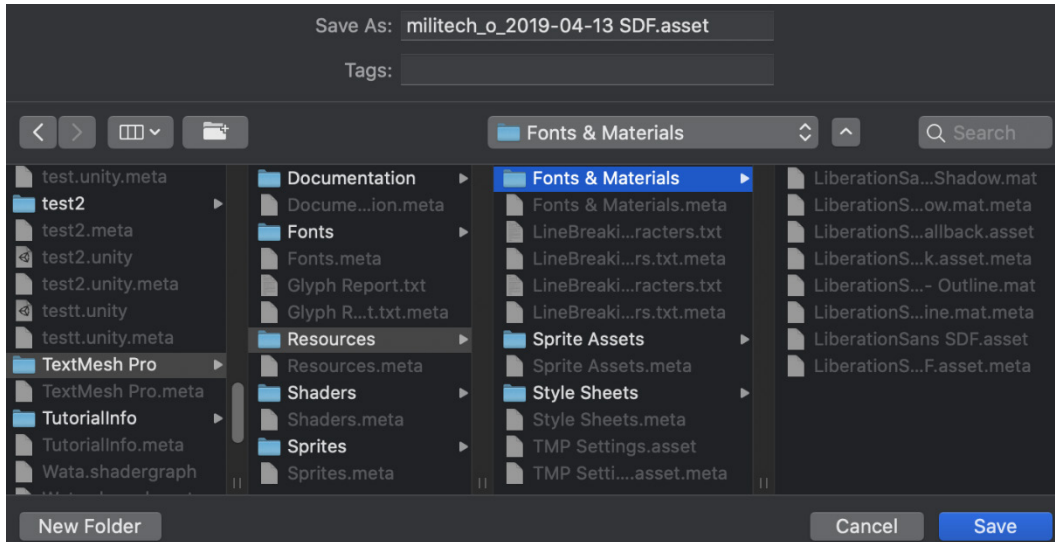 Save As: militech_o_2019-04-13 SDF.asset
Tags:
Fonts & Materials
Search
test.unity.meta
test2
test2.meta
test2.unity
test2.unity.meta
testt.unity
testt.unity.meta
TextMesh Pro
TextMesh Pro.meta
TutorialInfo
TutorialInfo.meta
Wata.shadergraph
Documentation
Docume...ion.meta
Fonts
Fonts.meta
Glyph Report.txt
Glyph R...t.txt.meta
Resources
Resources.meta
Shaders
Shaders.meta
Sprites
Sprites.meta
Fonts & Materials
Fonts & Materials.meta
LineBreaki...racters.txt
LineBreaki...rs.txt.meta
LineBreaki...racters.txt
LineBreaki...rs.txt.meta
Sprite Assets
Sprite Assets.meta
Style Sheets
Style Sheets.meta
TMP Settings.asset
TMP Setti....asset.meta
LiberationSa...Shadow.mat
LiberationS...ow.mat.meta
LiberationS...allback.asset
LiberationS...k.asset.meta
LiberationS...- Outline.mat
LiberationS...ine.mat.meta
LiberationSans SDF.asset
LiberationS...F.asset.meta
New Folder
Cancel
Save